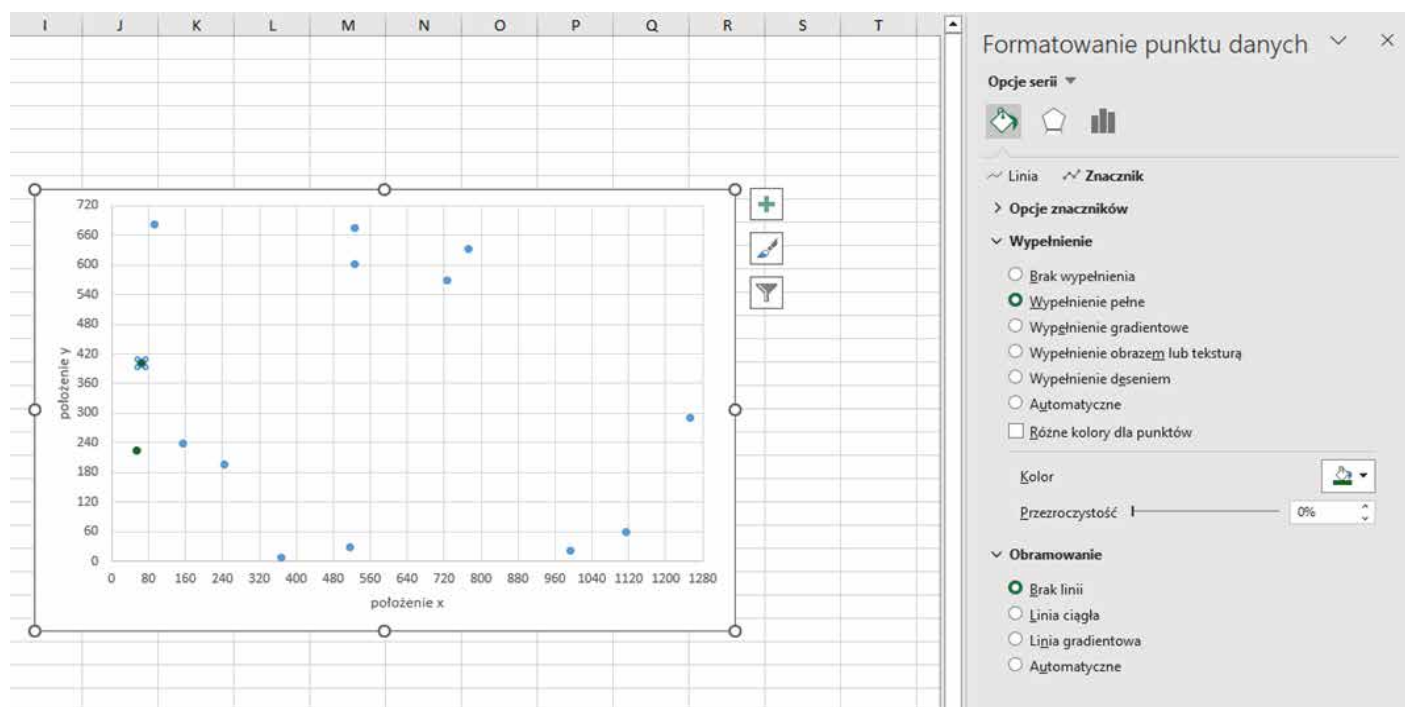 I J K L M N O P Q R S T
720
660
600
540
480
420
360
300
240
180
120
60
0
położenie y
0 80 160 240 320 400 480 560 640 720 800 880 960 1040 1120 1200 1280
położenie x
Formatowanie punktu danych
Opcje serii
Linia Znacznik
Opcje znaczników
Wypełnienie
Brak wypełnienia
Wypełnienie pełne
Wypełnienie gradientowe
Wypełnienie obrazem lub teksturą
Wypełnienie deseniem
Automatyczne
Różne kolory dla punktów
Kolor
Przezroczystość 0%
Obramowanie
Brak linii
Linia ciągła
Linia gradientowa
Automatyczne